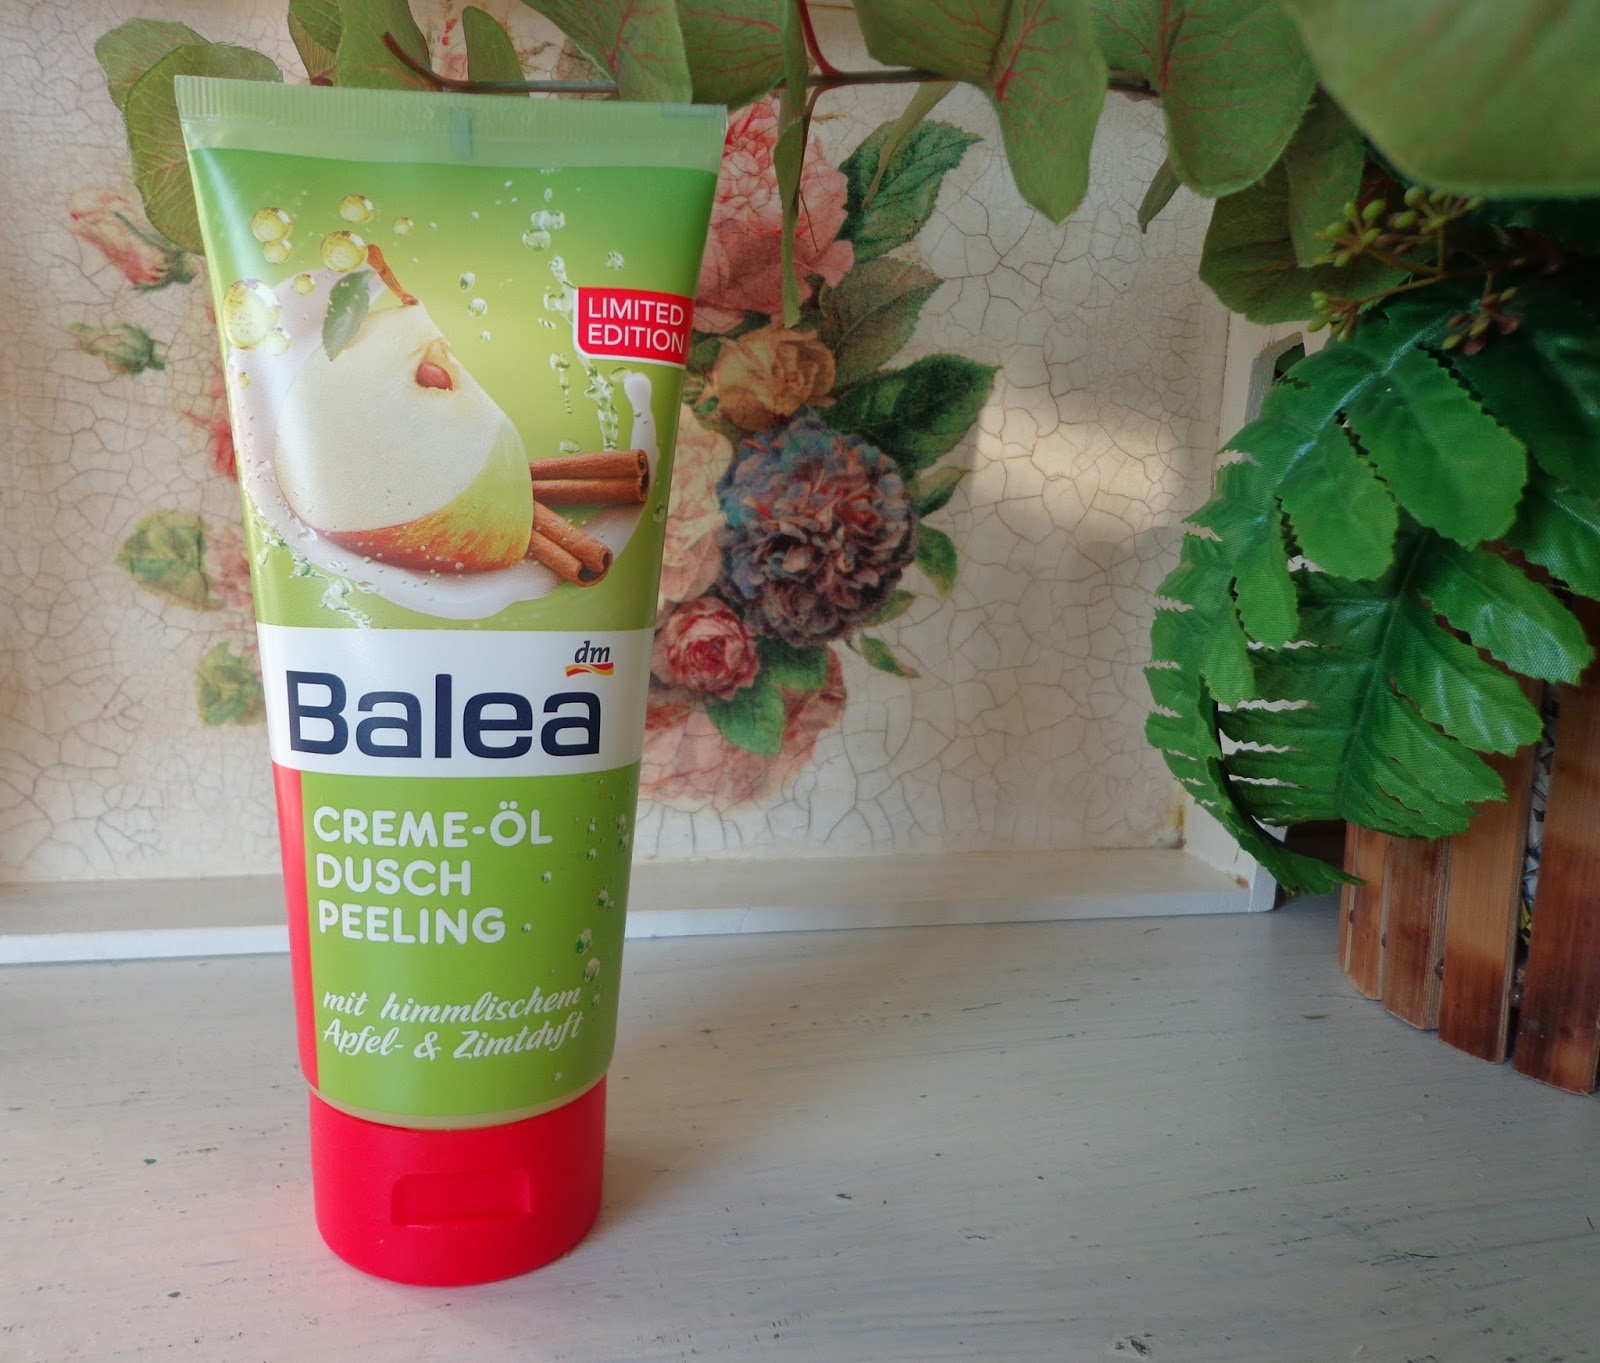 LIMITED
EDITION
dm
Balea
CREME-ÖL
DUSCH
PEELING
mit himmlischem
Apfel- & Zimtduft